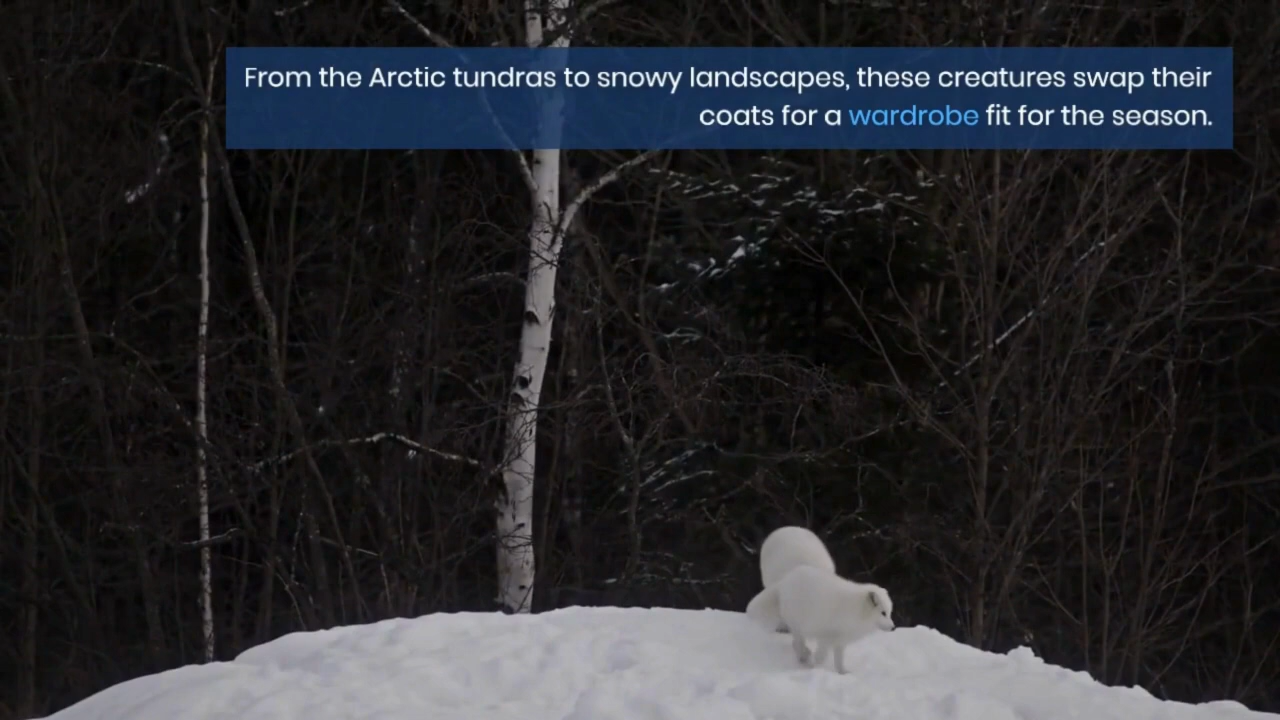 From the Arctic tundras to snowy landscapes, these creatures swap their
coats for a wardrobe fit for the season.